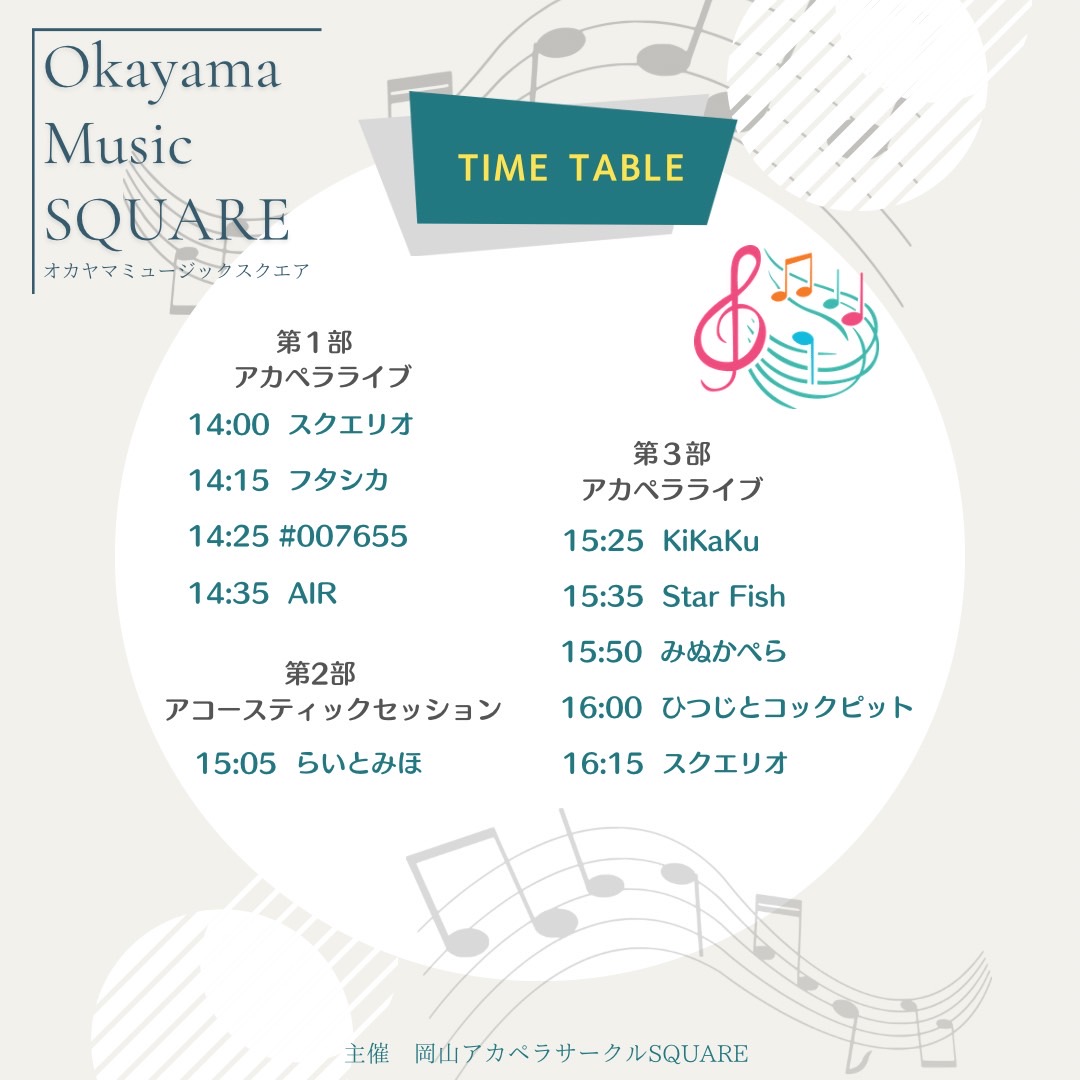 Okayama
Music
SQUARE
オカヤマミュージックスクエア
TIME TABLE
第1部
アカペラライブ
14:00 スクエリオ
14:15 フタシカ
14:25 #007655
14:35 AIR
第2部
アコースティックセッション
15:05 らいとみほ
第3部
アカペラライブ
15:25 KiKaKu
15:35 Star Fish
15:50 みぬかぺら
16:00 ひつじとコックピット
16:15 スクエリオ
主催 岡山アカペラサークルSQUARE